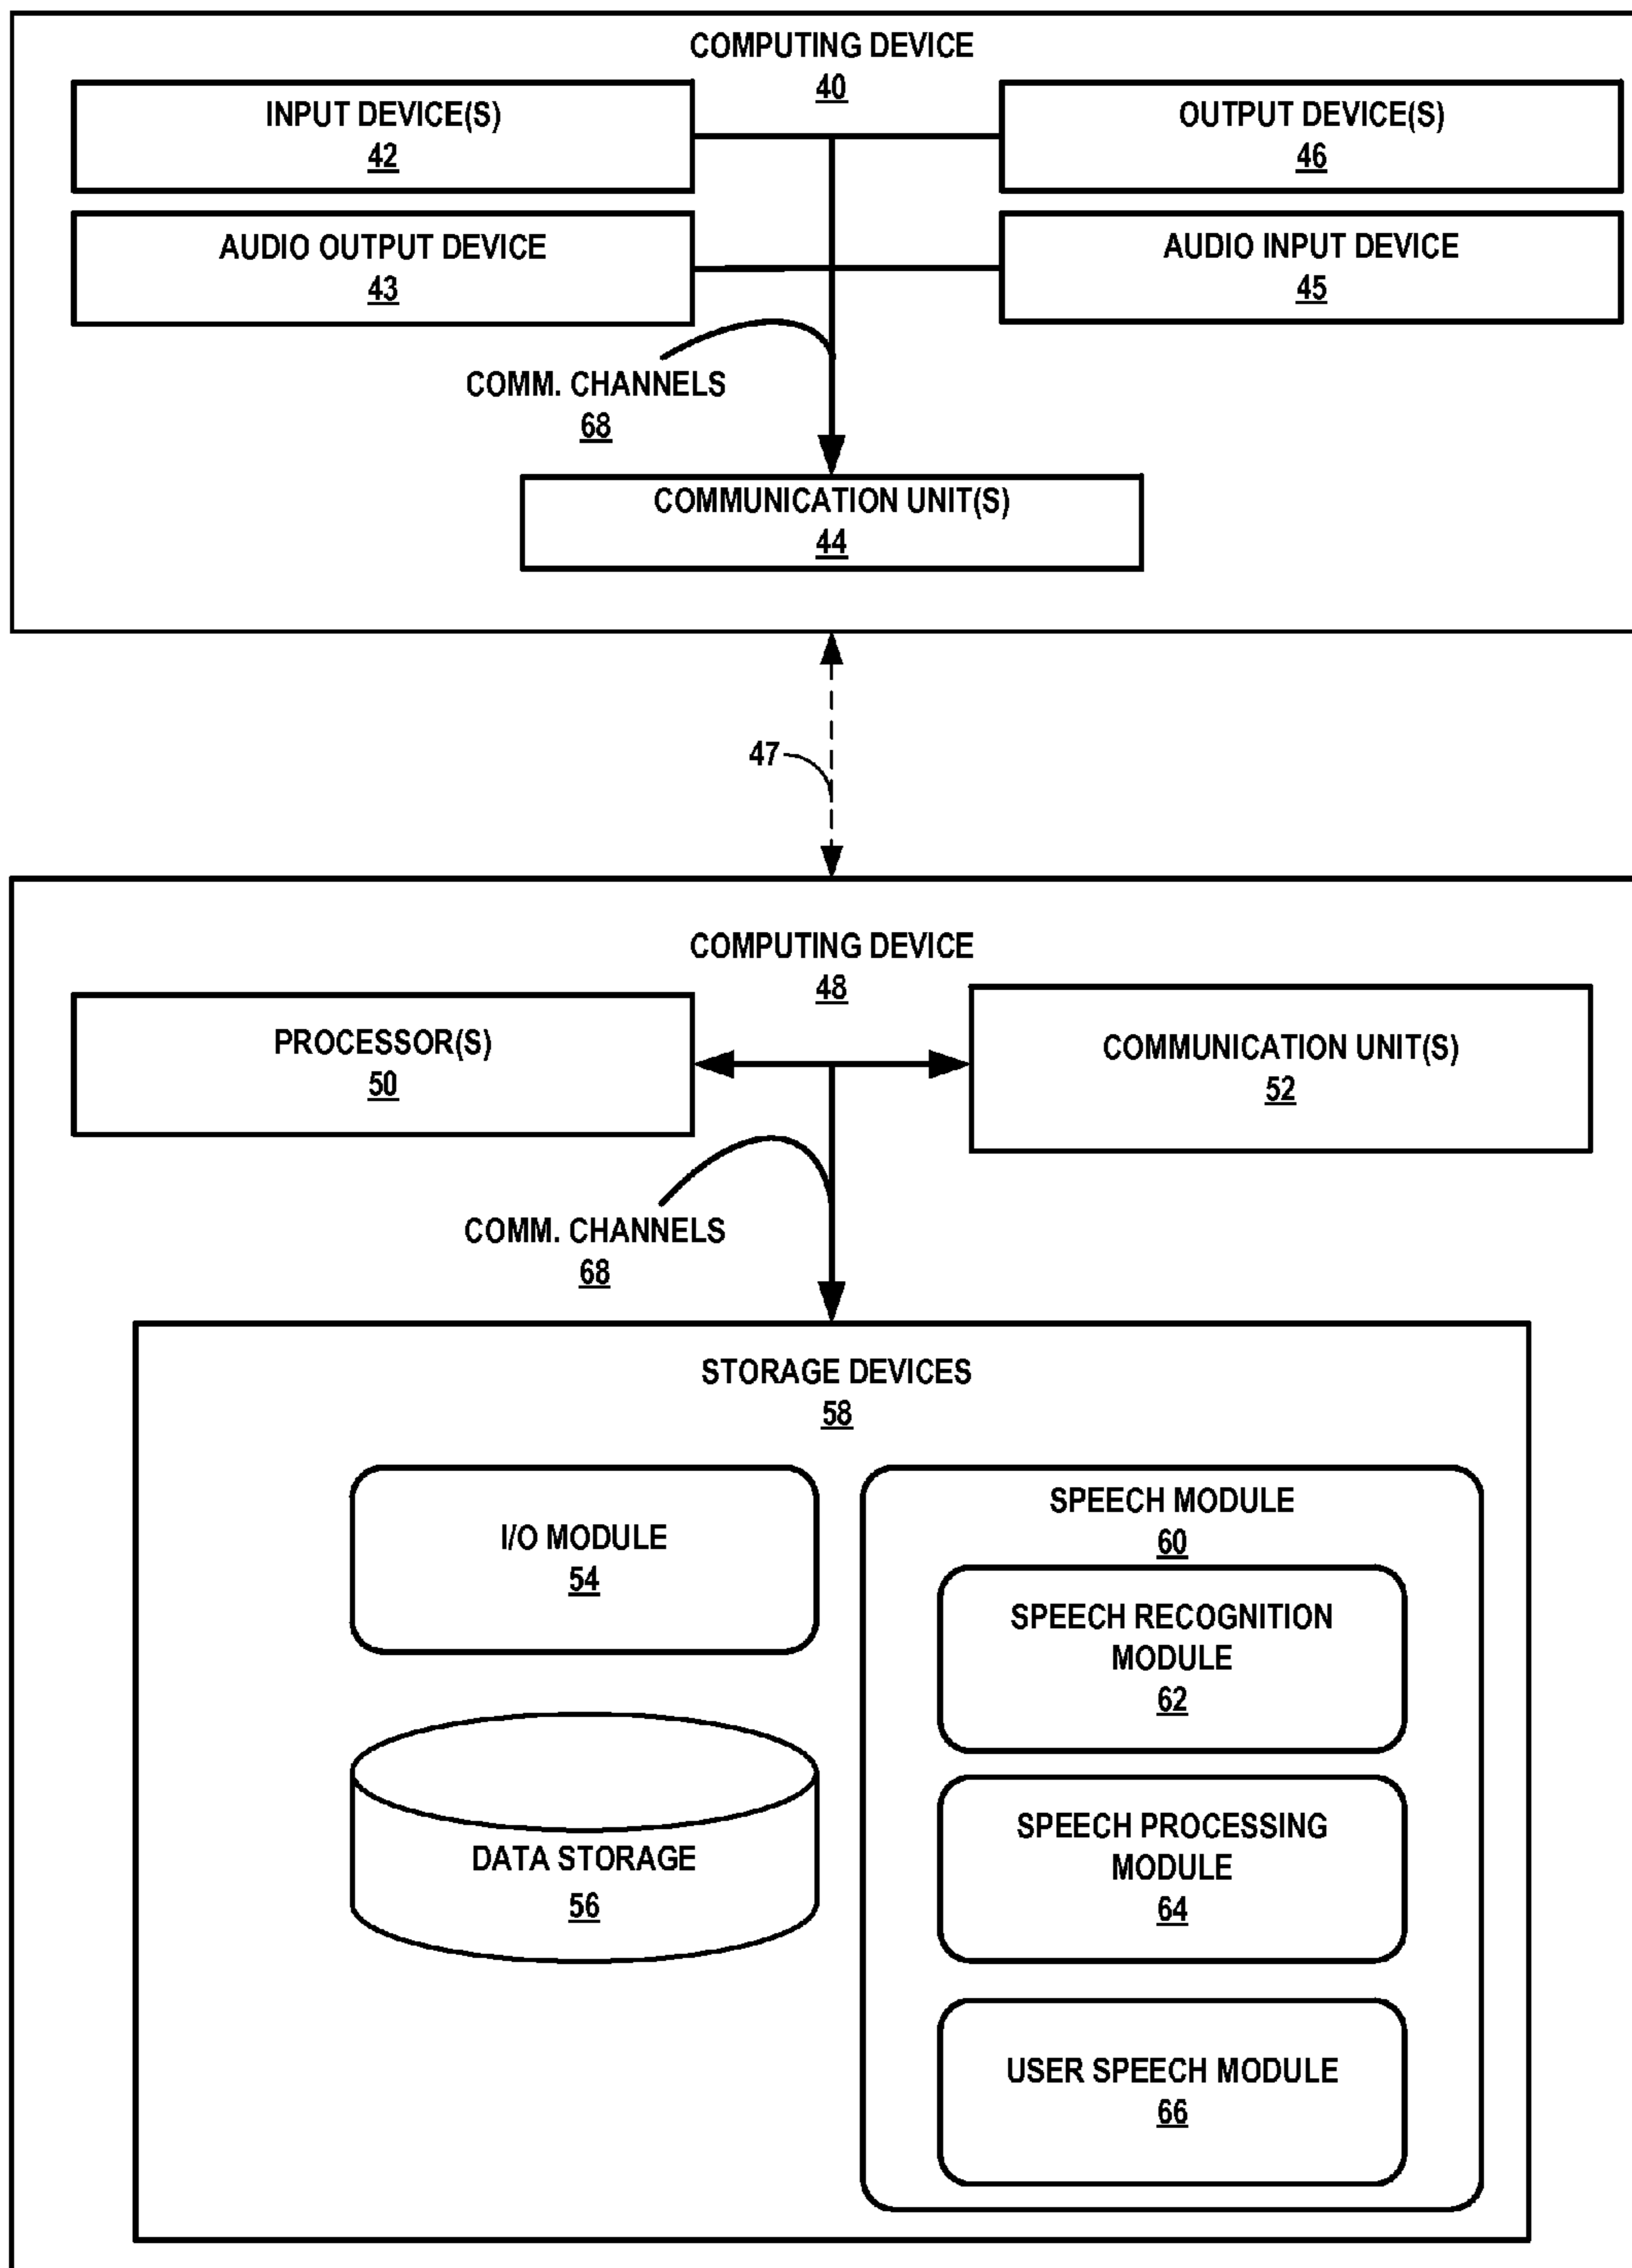 COMPUTING DEVICE
40
INPUT DEVICE(S)
42
OUTPUT DEVICE(S)
46
AUDIO OUTPUT DEVICE
43
AUDIO INPUT DEVICE
45
COMM. CHANNELS
68
COMMUNICATION UNIT(S)
44
47
COMPUTING DEVICE
48
PROCESSOR(S)
50
COMMUNICATION UNIT(S)
52
COMM. CHANNELS
68
STORAGE DEVICES
58
I/O MODULE
54
DATA STORAGE
56
SPEECH MODULE
60
SPEECH RECOGNITION
MODULE
62
SPEECH PROCESSING
MODULE
64
USER SPEECH MODULE
66